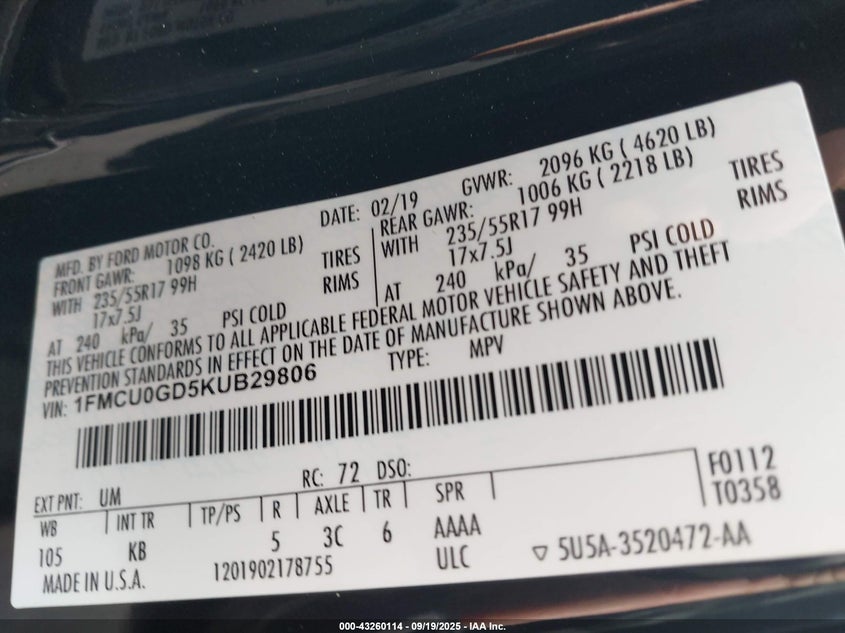 MFD. BY FORD MOTOR CO. DATE: 02/19 GVWR: 2096 KG ( 4620 LB)
FRONT GAWR: 1098 KG ( 2420 LB) REAR GAWR: 1006 KG ( 2218 LB)
WITH 235/55R17 99H TIRES WITH 235/55R17 99H TIRES
17x7.5J RIMS 17x7.5J RIMS
AT 240 kPa/ 35 PSI COLD AT 240 kPa/ 35 PSI COLD
THIS VEHICLE CONFORMS TO ALL APPLICABLE FEDERAL MOTOR VEHICLE SAFETY AND THEFT
PREVENTION STANDARDS IN EFFECT ON THE DATE OF MANUFACTURE SHOWN ABOVE.
VIN: 1FMCU0GD5KUB29806 TYPE: MPV
EXT PNT: UM RC: 72 DSO: F0112
WB INT TR TP/PS R AXLE TR SPR T0358
105 KB 5 3C 6 AAAA
MADE IN U.S.A. 1201902178755 ULC ▽ 5U5A-3520472-AA
000-43260114 - 09/19/2025 - IAA Inc.